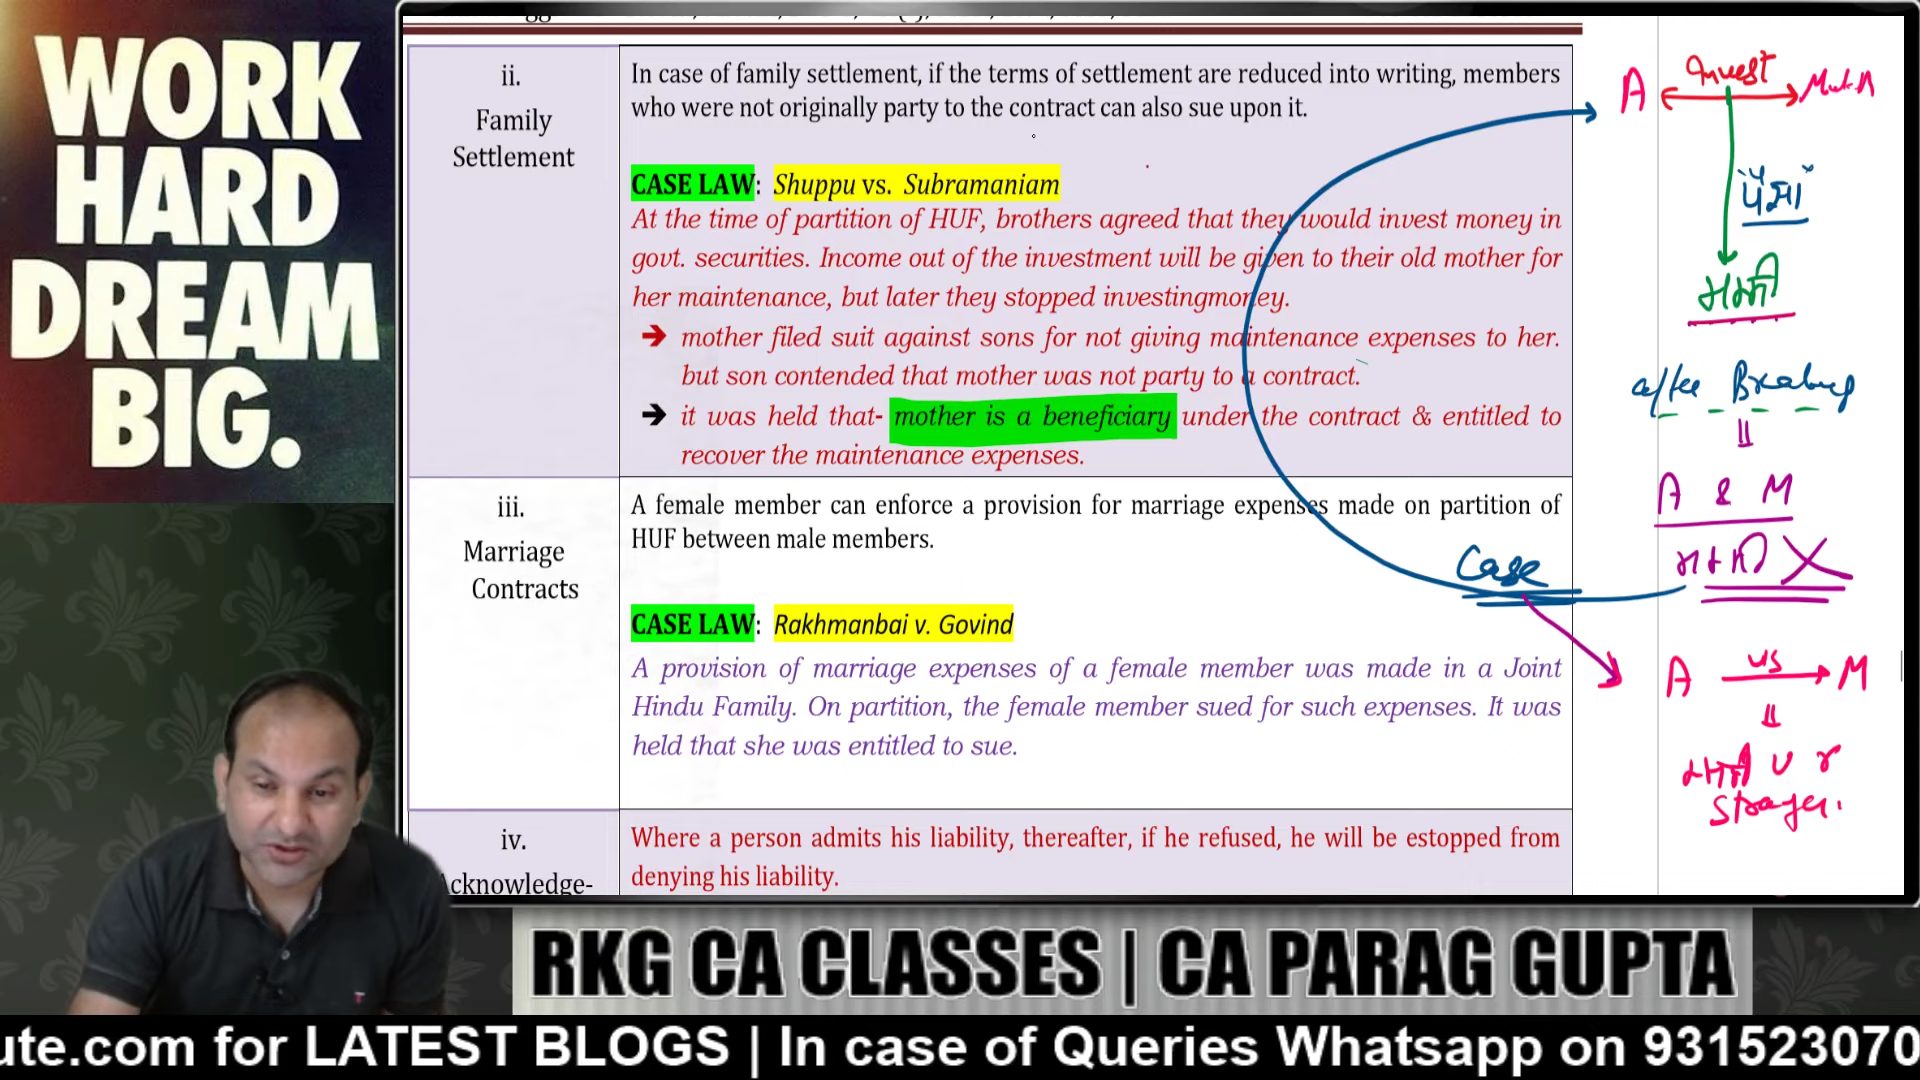 WORK
HARD
DREAM
BIG.
ii.
Family
Settlement
In case of family settlement, if the terms of settlement are reduced into writing, members
who were not originally party to the contract can also sue upon it.
CASE LAW: Shuppu vs. Subramaniam
At the time of partition of HUF, brothers agreed that they would invest money in
govt. securities. Income out of the investment will be given to their old mother for
her maintenance, but later they stopped investingmoney.
➔ mother filed suit against sons for not giving maintenance expenses to her.
but son contended that mother was not party to a contract.
➔ it was held that- mother is a beneficiary under the contract & entitled to
recover the maintenance expenses.
iii.
Marriage
Contracts
A female member can enforce a provision for marriage expenses made on partition of
HUF between male members.
CASE LAW: Rakhmanbai v. Govind
A provision of marriage expenses of a female member was made in a Joint
Hindu Family. On partition, the female member sued for such expenses. It was
held that she was entitled to sue.
iv.
Acknowledge-
Where a person admits his liability, thereafter, if he refused, he will be estopped from
denying his liability.
A Invest
पैसा
after Breakup
A & M
Case
A vs M
U r
Stranger.
RKG CA CLASSES | CA PARAG GUPTA
ute.com for LATEST BLOGS | In case of Queries Whatsapp on 931523070